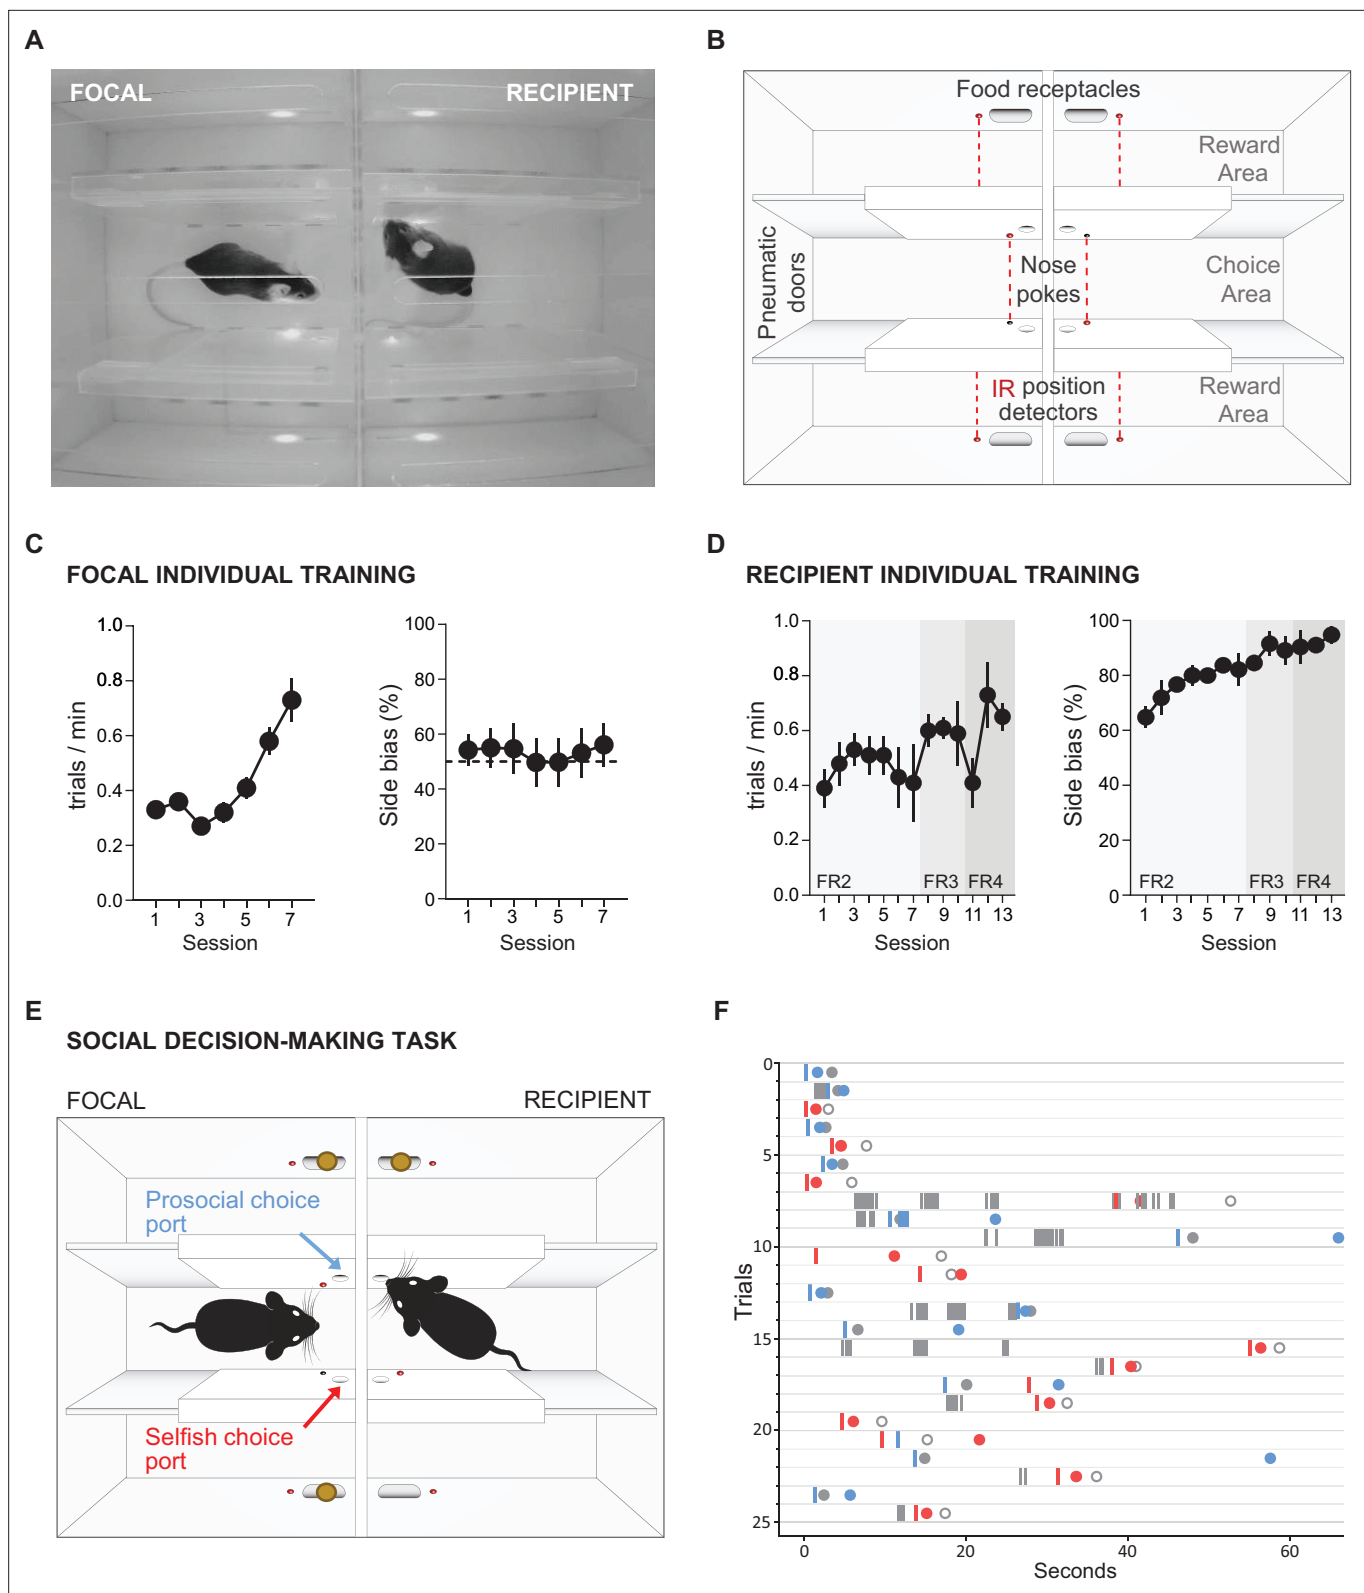 A
FOCAL
RECIPIENT
B
Food receptacles
Reward
Area
Pneumatic
doors
Nose
pokes
Choice
Area
IR position
detectors
Reward
Area
C
FOCAL INDIVIDUAL TRAINING
trials / min
1.0
0.8
0.6
0.4
0.2
0.0
1
3
5
7
Session
Side bias (%)
100
80
60
40
20
0
1
3
5
7
Session
D
RECIPIENT INDIVIDUAL TRAINING
trials / min
1.0
0.8
0.6
0.4
0.2
0.0
FR2
FR3
FR4
1
3
5
7
9
11
13
Session
Side bias (%)
100
80
60
40
20
0
FR2
FR3
FR4
1
3
5
7
9
11
13
Session
E
SOCIAL DECISION-MAKING TASK
FOCAL
RECIPIENT
Prosocial choice
port
Selfish choice
port
F
Trials
0
5
10
15
20
25
0
20
40
60
Seconds